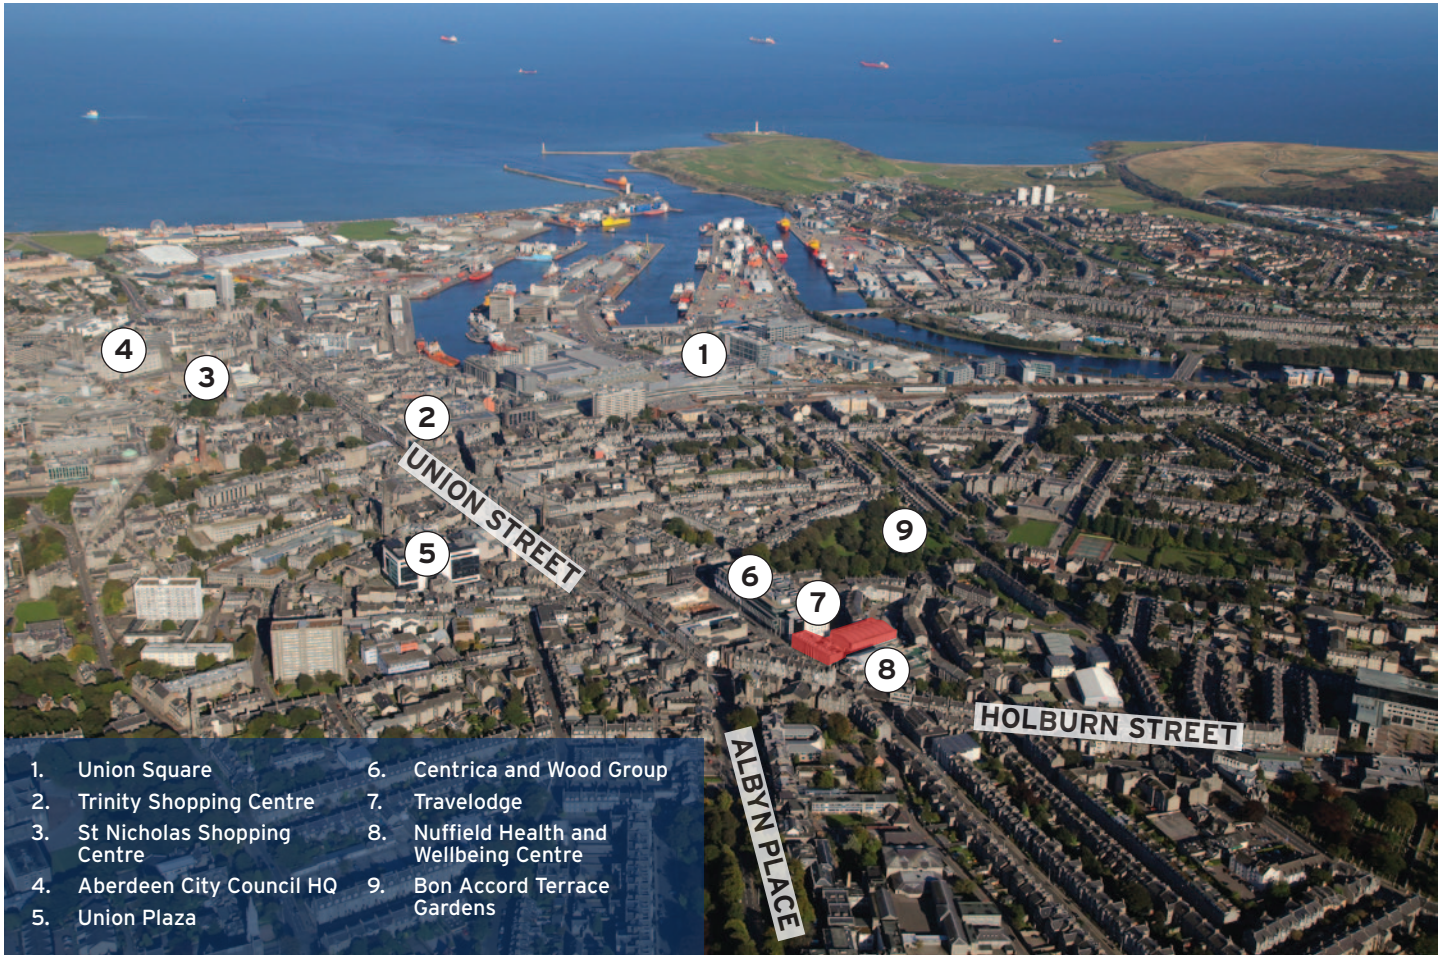 4
3
1
2
UNION STREET
5
9
6
7
8
HOLBURN STREET
ALBYN PLACE
1. Union Square
2. Trinity Shopping Centre
3. St Nicholas Shopping
Centre
4. Aberdeen City Council HQ
5. Union Plaza
6. Centrica and Wood Group
7. Travelodge
8. Nuffield Health and
Wellbeing Centre
9. Bon Accord Terrace
Gardens